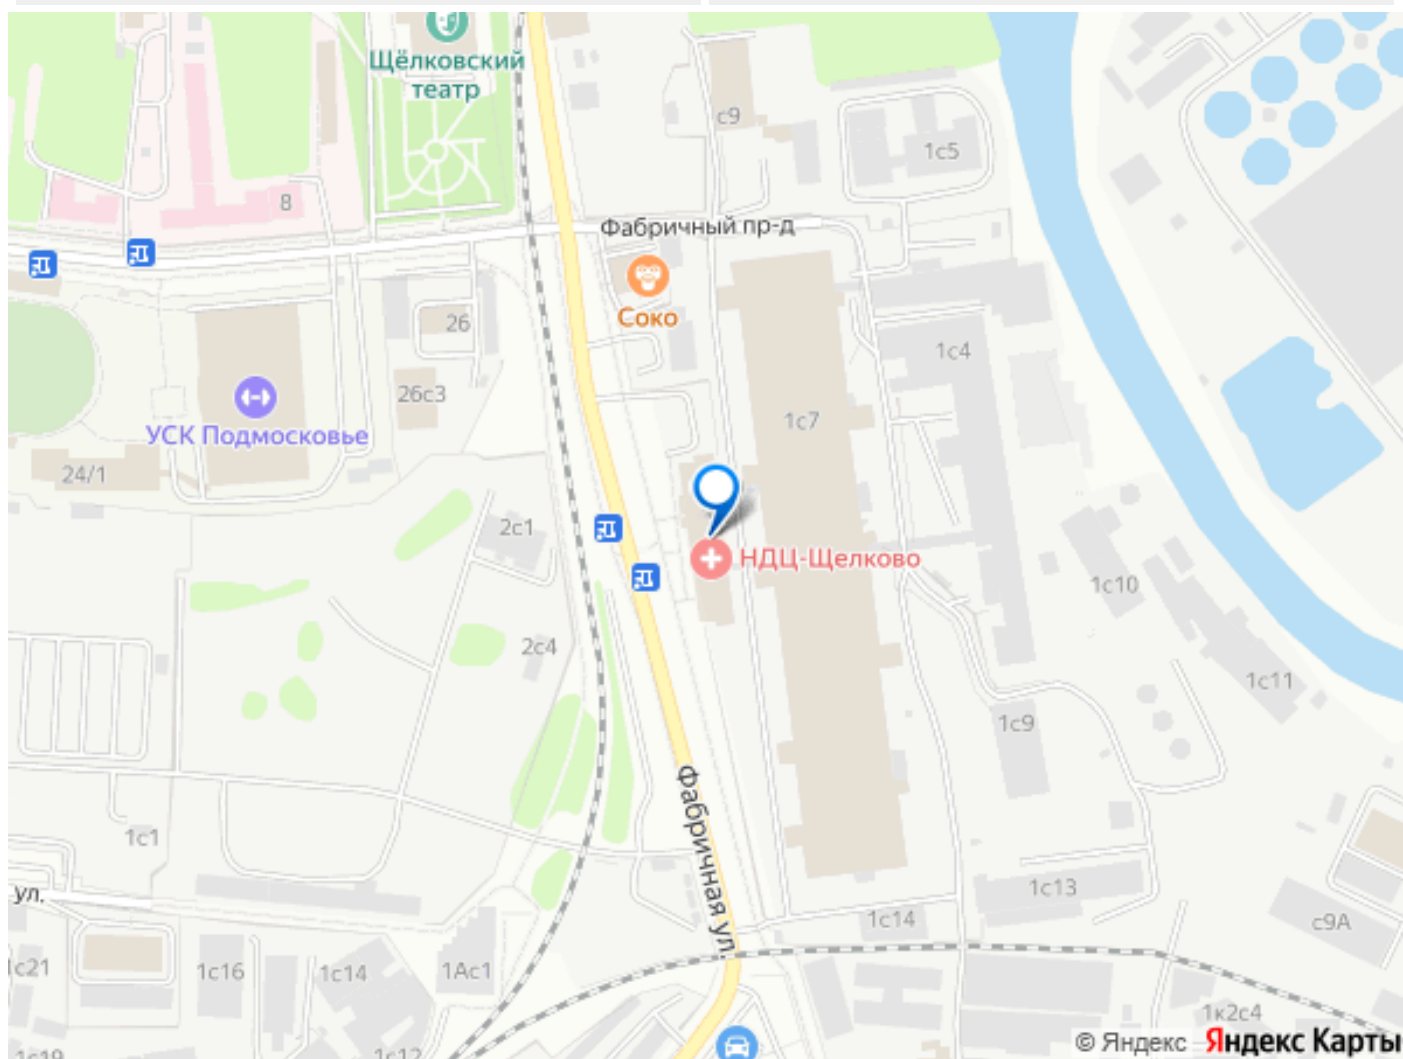 Щёлковский
театр
с9
1с5
8
Фабричный пр-д
Соко
26
1с4
26с3
1с7
УСК Подмосковье
24/1
2с1
НДЦ-Щелково
1с10
2с4
1с11
1с9
Фабричная ул.
1с1
ул.
1с13
1с14
с9А
1с21
1с16
1с14
1Ас1
1к2с4
1с19
1с12
© Яндекс Яндекс Карты